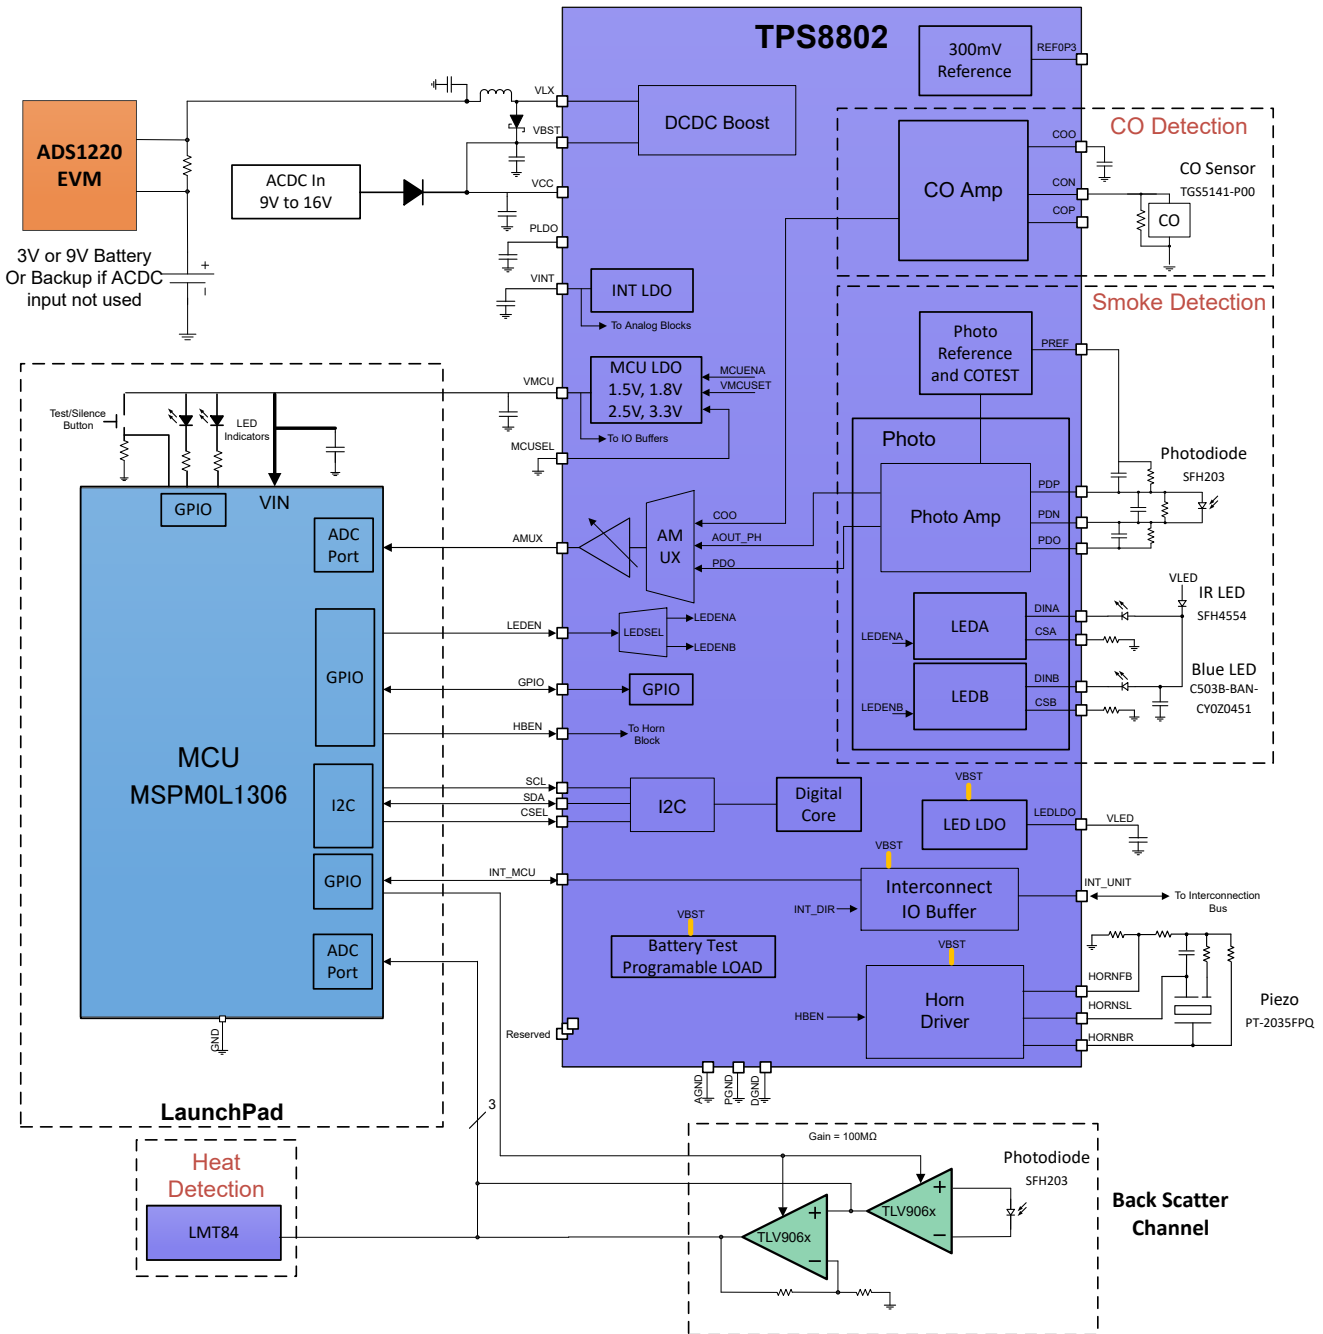 TPS8802
300mV
Reference
REF0P3
VLX
VBST
DCDC Boost
ADS1220
EVM
ACDC In
9V to 16V
VCC
PLDO
3V or 9V Battery
Or Backup if ACDC
input not used
+
VINT
INT LDO
To Analog Blocks
CO Detection
CO Amp
COO
CON
COP
CO Sensor
TGS5141-P00
CO
Smoke Detection
Photo
Reference
and COTEST
PREF
VMCU
MCU LDO
1.5V, 1.8V
2.5V, 3.3V
MCUENA
VMCUSET
To IO Buffers
MCUSEL
Test/Silence
Button
LED
Indicators
GPIO
VIN
ADC
Port
AMUX
AM
UX
COO
AOUT_PH
PDO
Photo
Photo Amp
PDP
PDN
PDO
Photodiode
SFH203
VLED
IR LED
SFH4554
LEDEN
LEDSEL
LEDENA
LEDENB
LEDENA
LEDA
DINA
CSA
LEDENB
LEDB
DINB
CSB
Blue LED
C503B-BAN-
CY0Z0451
GPIO
GPIO
GPIO
HBEN
To Horn
Block
MCU
MSPM0L1306
I2C
SCL
SDA
CSEL
I2C
Digital
Core
VBST
LED LDO
LEDLDO
VLED
GPIO
INT_MCU
VBST
INT_DIR
Interconnect
IO Buffer
INT_UNIT
To Interconnection
Bus
ADC
Port
VBST
Battery Test
Programable LOAD
VBST
HBEN
Horn
Driver
HORNFB
HORNSL
HORNBR
Piezo
PT-2035FPQ
GND
Reserved
AGND
PGND
DGND
LaunchPad
3
Heat
Detection
LMT84
Gain = 100MΩ
Photodiode
SFH203
+
TLV906x
−
+
TLV906x
−
Back Scatter
Channel